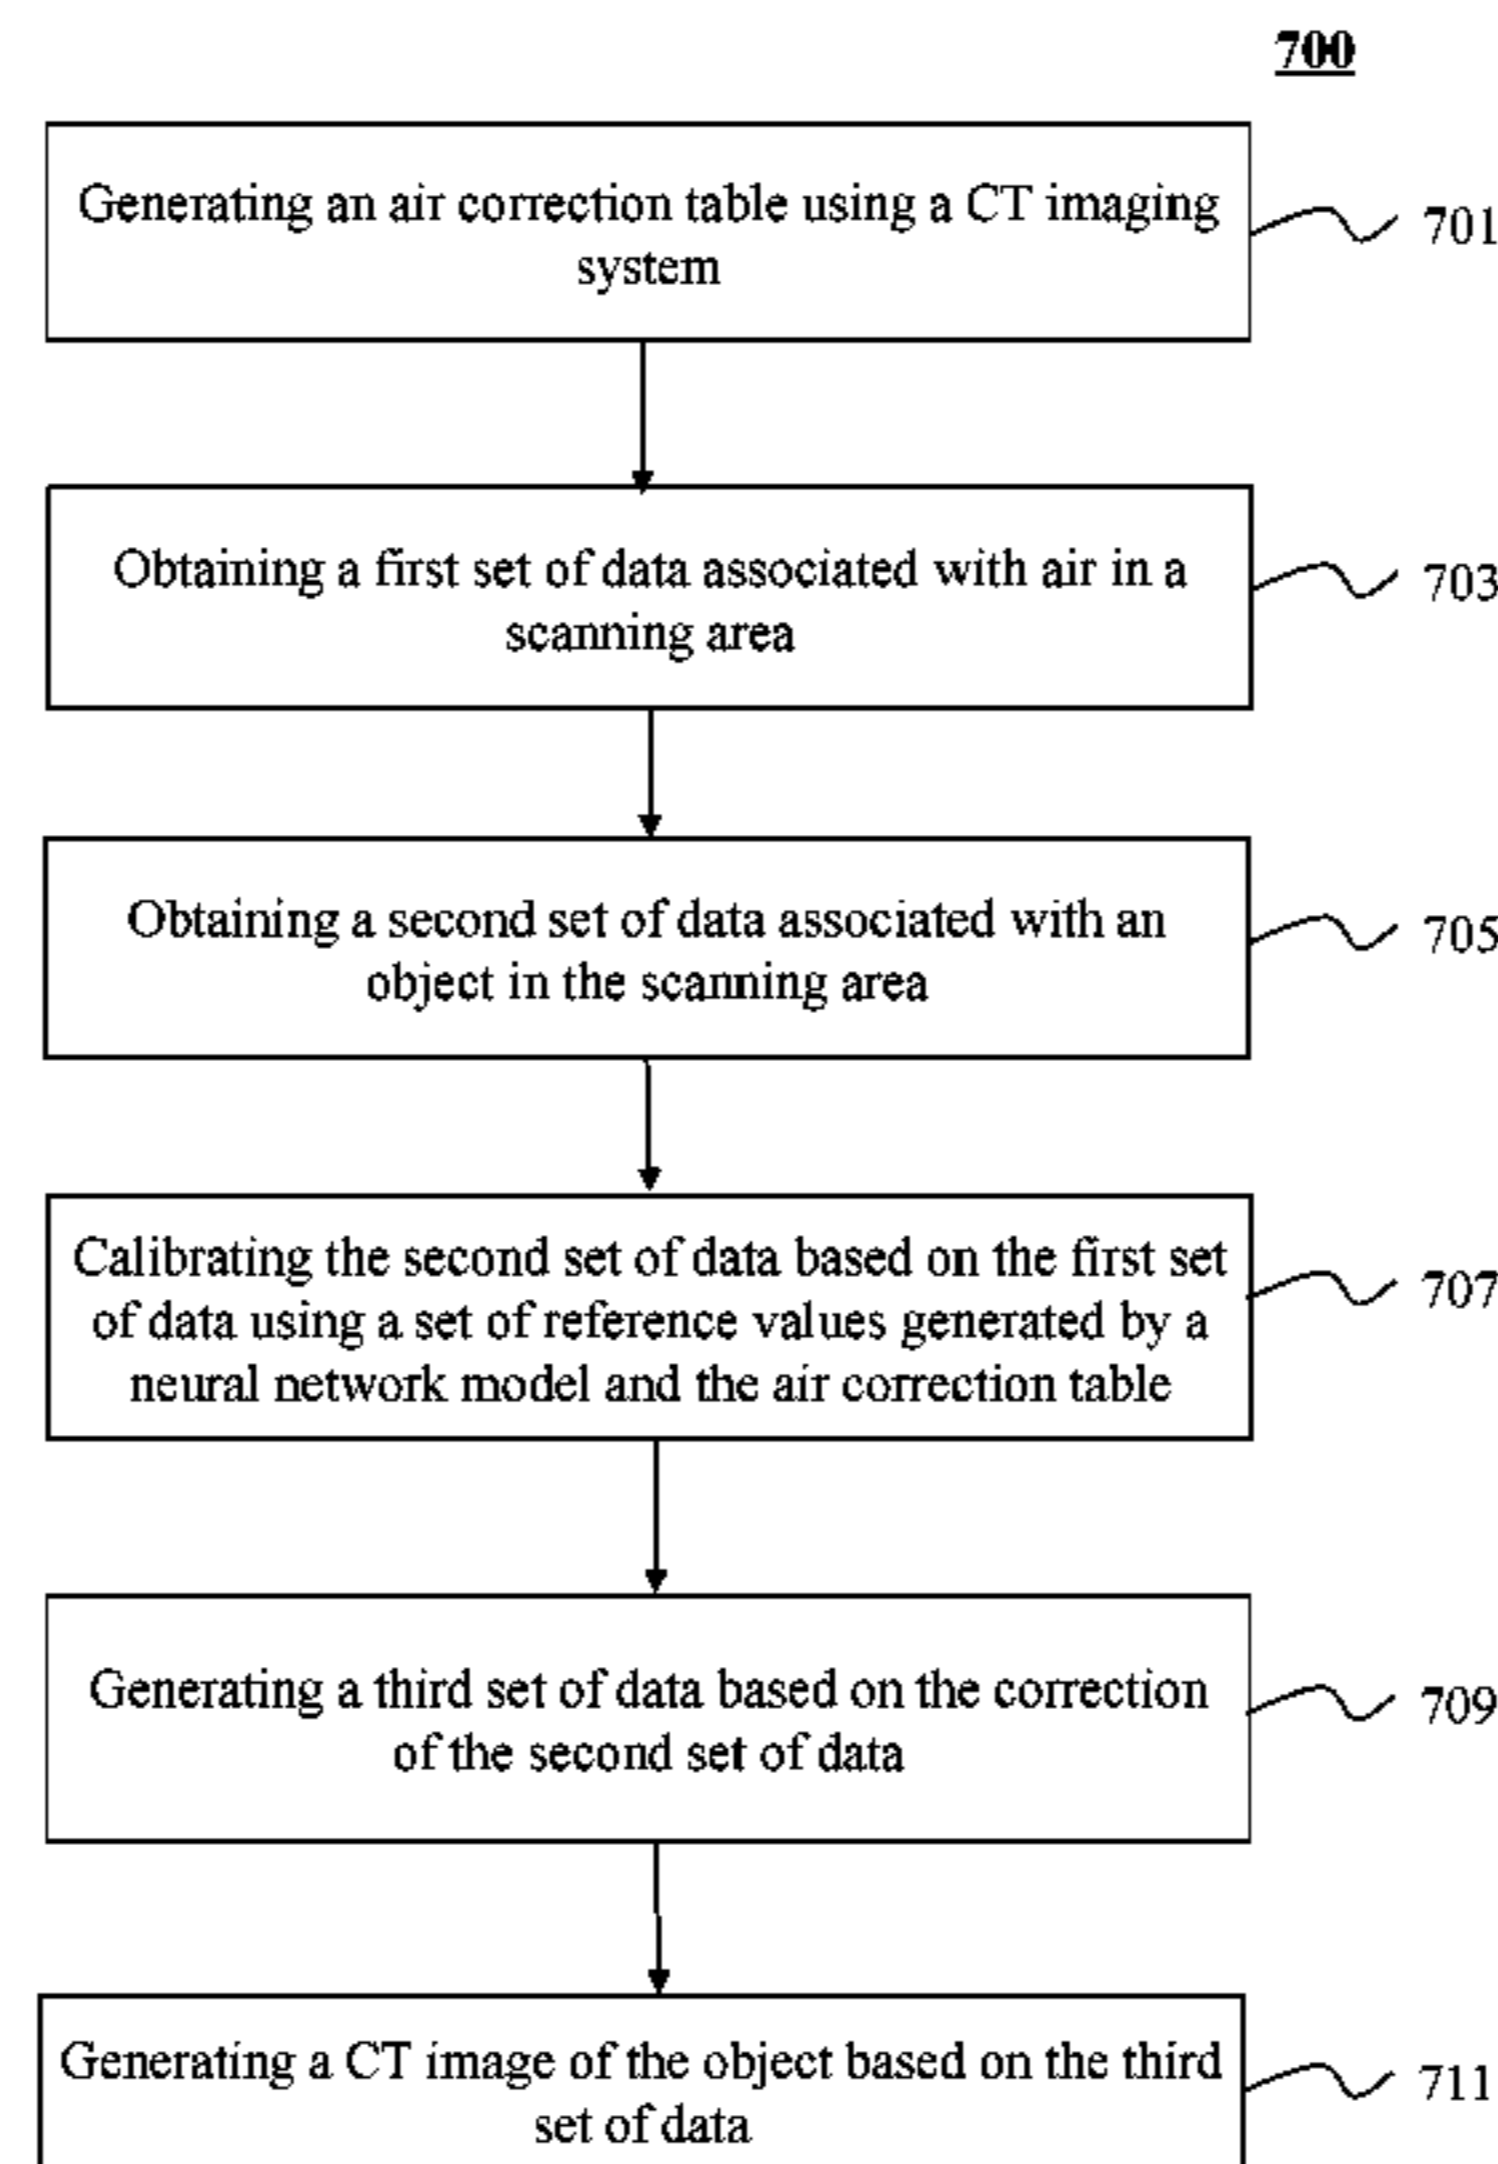 700
Generating an air correction table using a CT imaging
system
701
Obtaining a first set of data associated with air in a
scanning area
703
Obtaining a second set of data associated with an
object in the scanning area
705
Calibrating the second set of data based on the first set
of data using a set of reference values generated by a
neural network model and the air correction table
707
Generating a third set of data based on the correction
of the second set of data
709
Generating a CT image of the object based on the third
set of data
711